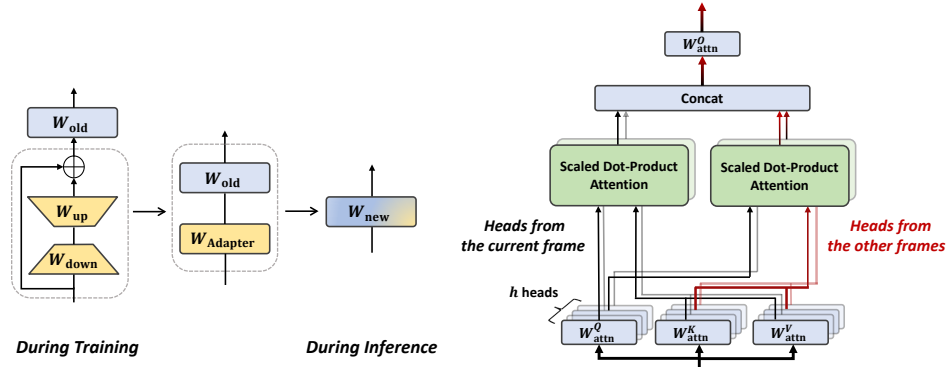 W_old
W_up
W_down
During Training
W_old
W_Adapter
W_new
During Inference
W^O_attn
Concat
Scaled Dot-Product
Attention
Scaled Dot-Product
Attention
Heads from
the current frame
Heads from
the other frames
h heads
W^Q_attn
W^K_attn
W^V_attn